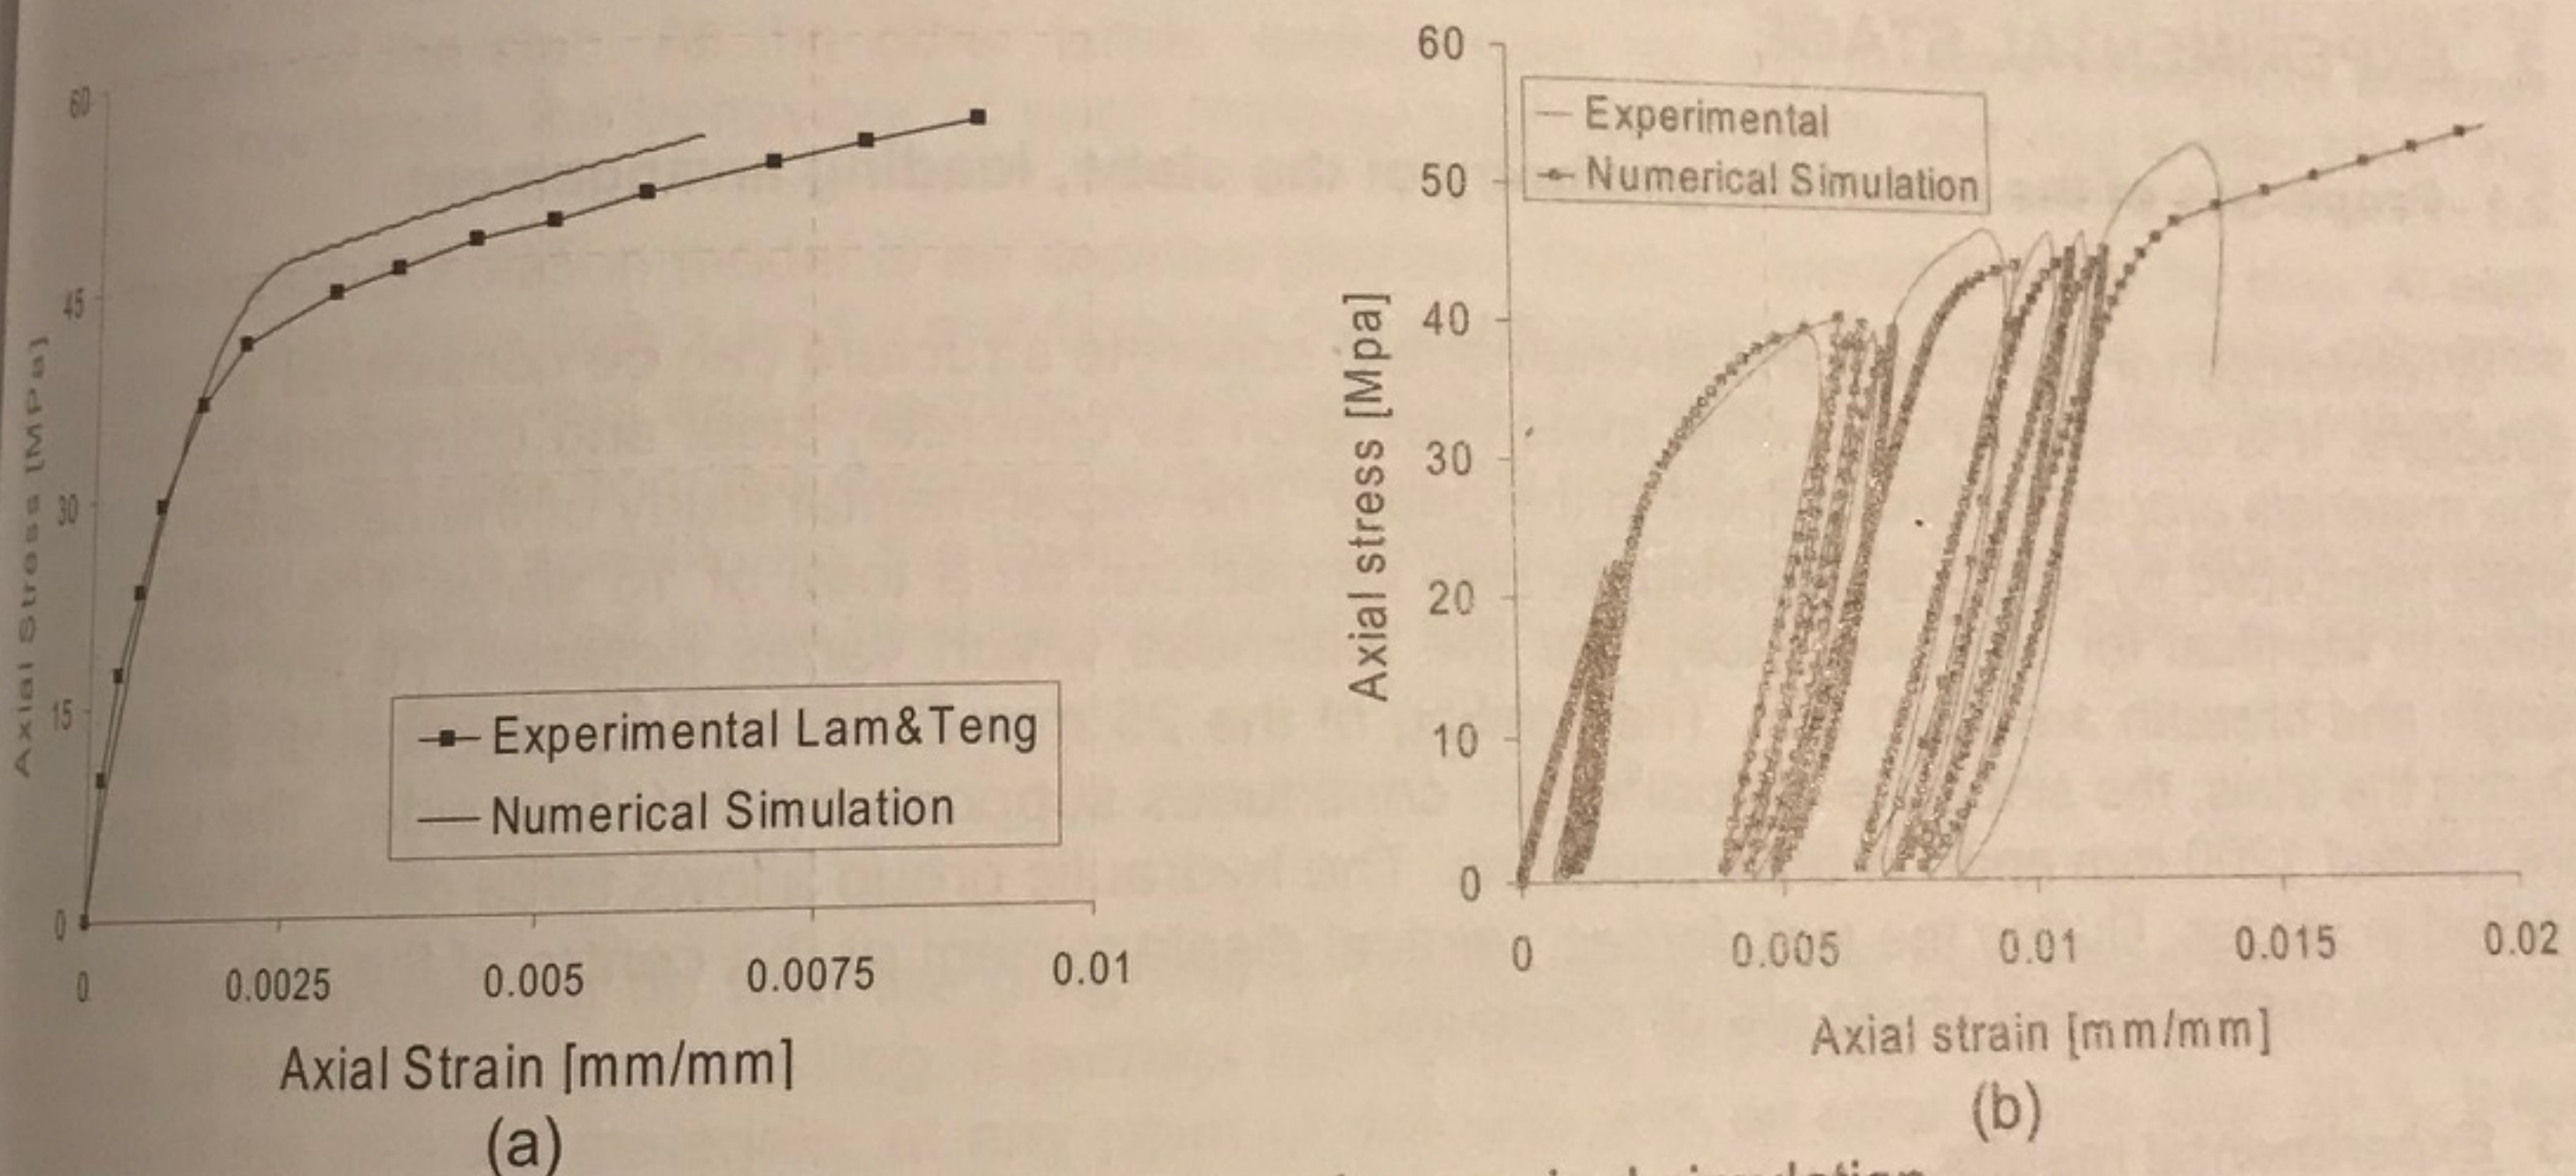 60
45
30
15
0
Axial Stress [MPa]
Experimental Lam&Teng
Numerical Simulation
0 0.0025 0.005 0.0075 0.01
Axial Strain [mm/mm]
(a)
60
50
40
30
20
10
0
Axial stress [Mpa]
Experimental
Numerical Simulation
0 0.005 0.01 0.015 0.02
Axial strain [mm/mm]
(b)